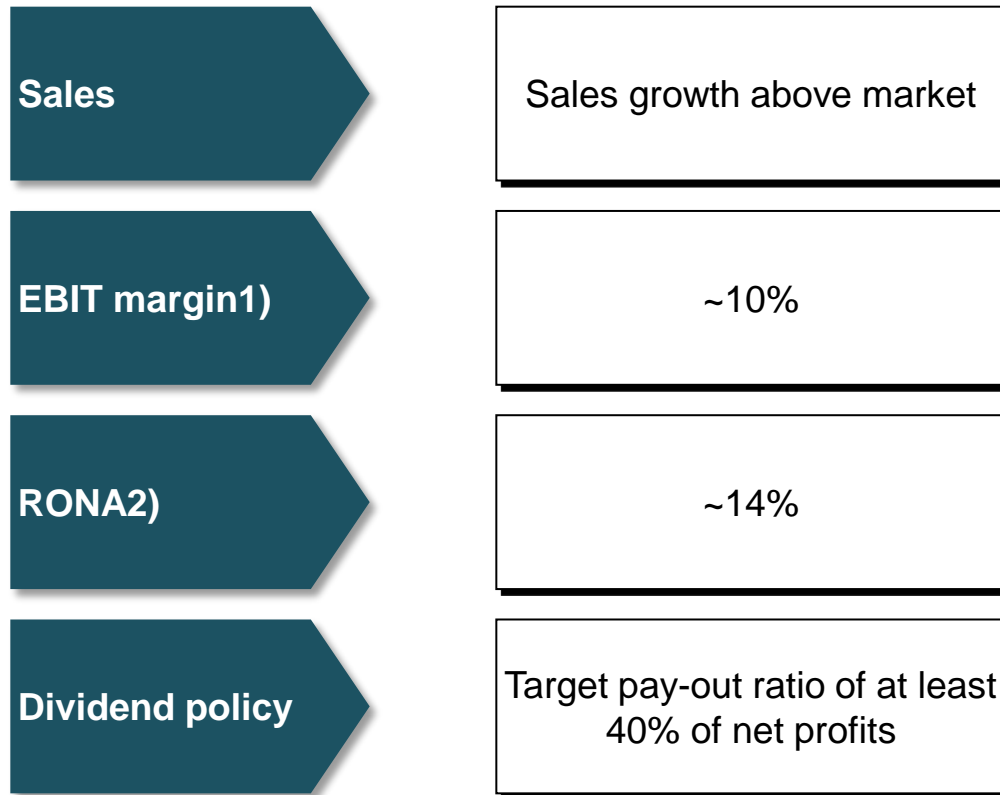 Sales
Sales growth above market
EBIT margin1)
~10%
RONA2)
~14%
Dividend policy
Target pay-out ratio of at least
40% of net profits